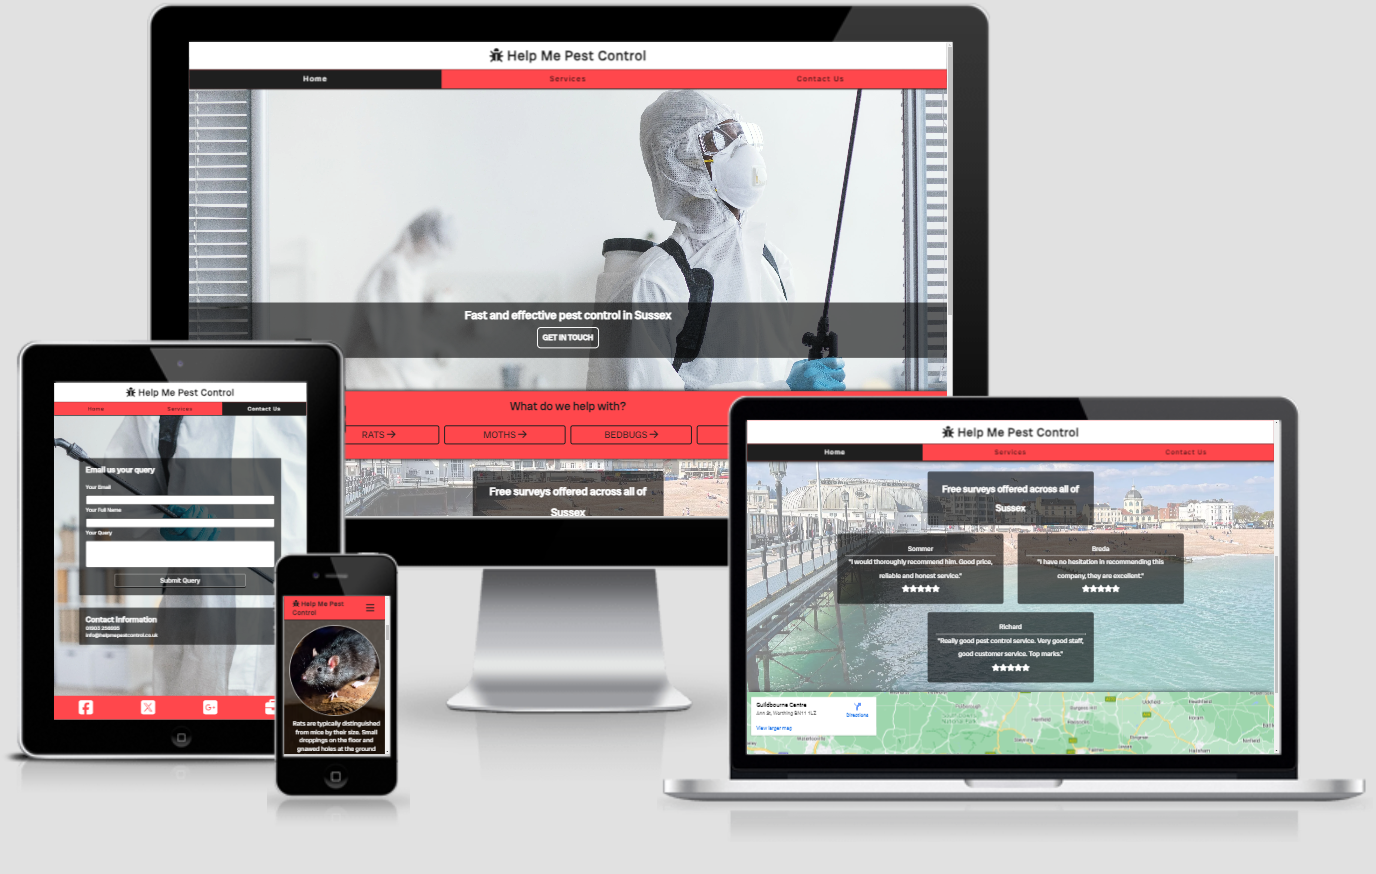 Help Me Pest Control
Home
Services
Contact Us
Fast and effective pest control in Sussex
GET IN TOUCH
What do we help with?
RATS
MOTHS
BEDBUGS
Free surveys offered across all of
Sussex
Help Me Pest Control
Home
Services
Contact Us
Email us your query
Your Email
Your Full Name
Your Query
Submit Query
Contact Information
info@helpmepestcontrol.co.uk
Help Me Pest
Control
Rats are typically distinguished
from mice by their size. Small
droppings on the floor and
gnawed holes at the ground
Help Me Pest Control
Home
Services
Contact Us
Free surveys offered across all of
Sussex
Sommer
"I would thoroughly recommend him. Good price,
reliable and honest service."
Breda
"I have no hesitation in recommending this
company, they are excellent."
Richard
"Really good pest control service. Very good staff,
good customer service. Top marks."
Guildbourne Centre
Ann St, Worthing BN11 1LZ
Directions
View larger map
Uckfield
Horeham